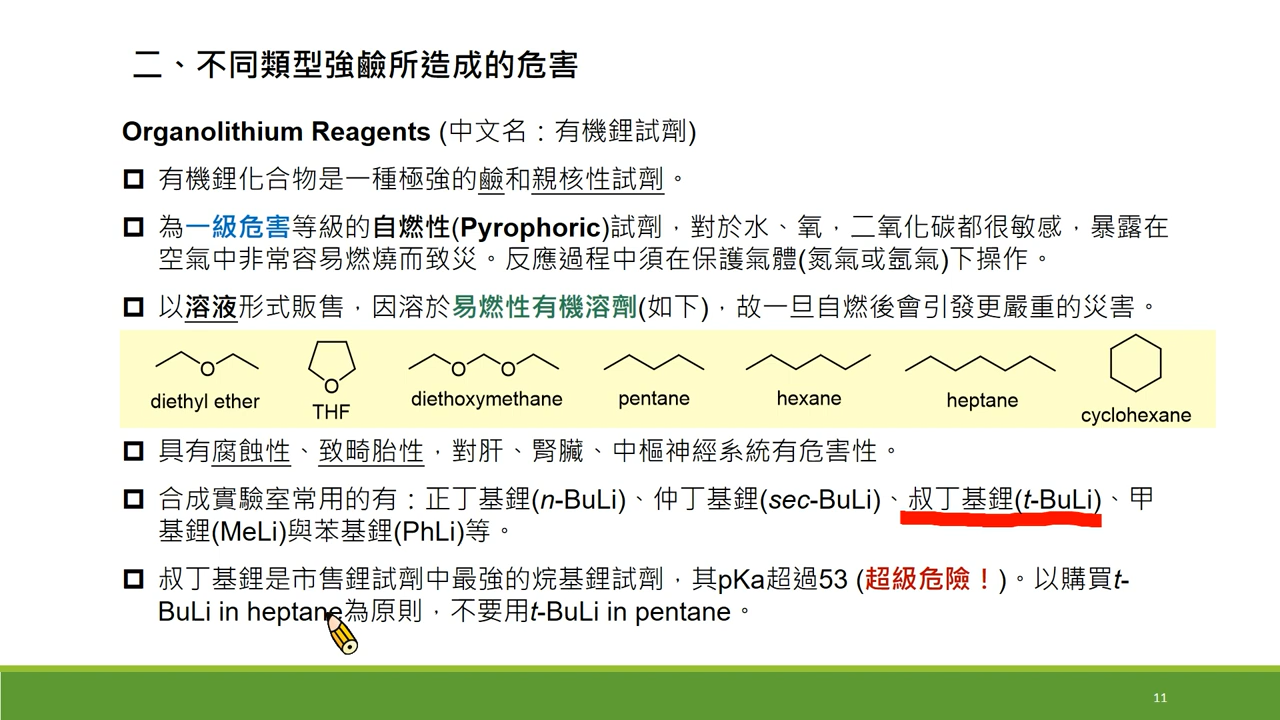 二、不同類型強鹼所造成的危害
Organolithium Reagents (中文名：有機鋰試劑)
有機鋰化合物是一種極強的鹼和親核性試劑。
為一級危害等級的自燃性(Pyrophoric)試劑，對於水、氧，二氧化碳都很敏感，暴露在
空氣中非常容易燃燒而致災。反應過程中須在保護氣體(氮氣或氬氣)下操作。
以溶液形式販售，因溶於易燃性有機溶劑(如下)，故一旦自燃後會引發更嚴重的災害。
O O O O O
diethyl ether THF diethoxymethane pentane hexane heptane cyclohexane
具有腐蝕性、致畸胎性，對肝、腎臟、中樞神經系統有危害性。
合成實驗室常用的有：正丁基鋰(n-BuLi)、仲丁基鋰(sec-BuLi)、叔丁基鋰(t-BuLi)、甲
基鋰(MeLi)與苯基鋰(PhLi)等。
叔丁基鋰是市售鋰試劑中最強的烷基鋰試劑，其pKa超過53 (超級危險！)。以購買t-
BuLi in heptane為原則，不要用t-BuLi in pentane。
11